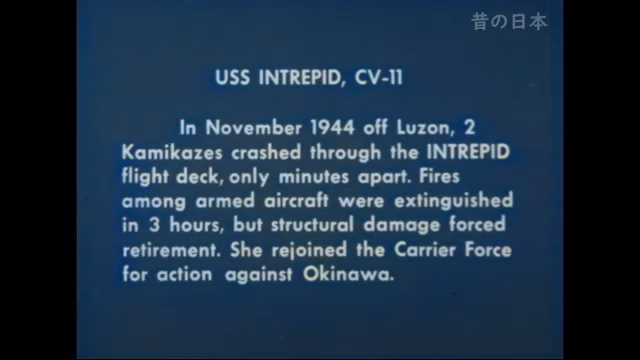 昔の日本
USS INTREPID, CV-11
In November 1944 off Luzon, 2
Kamikazes crashed through the INTREPID
flight deck, only minutes apart. Fires
among armed aircraft were extinguished
in 3 hours, but structural damage forced
retirement. She rejoined the Carrier Force
for action against Okinawa.